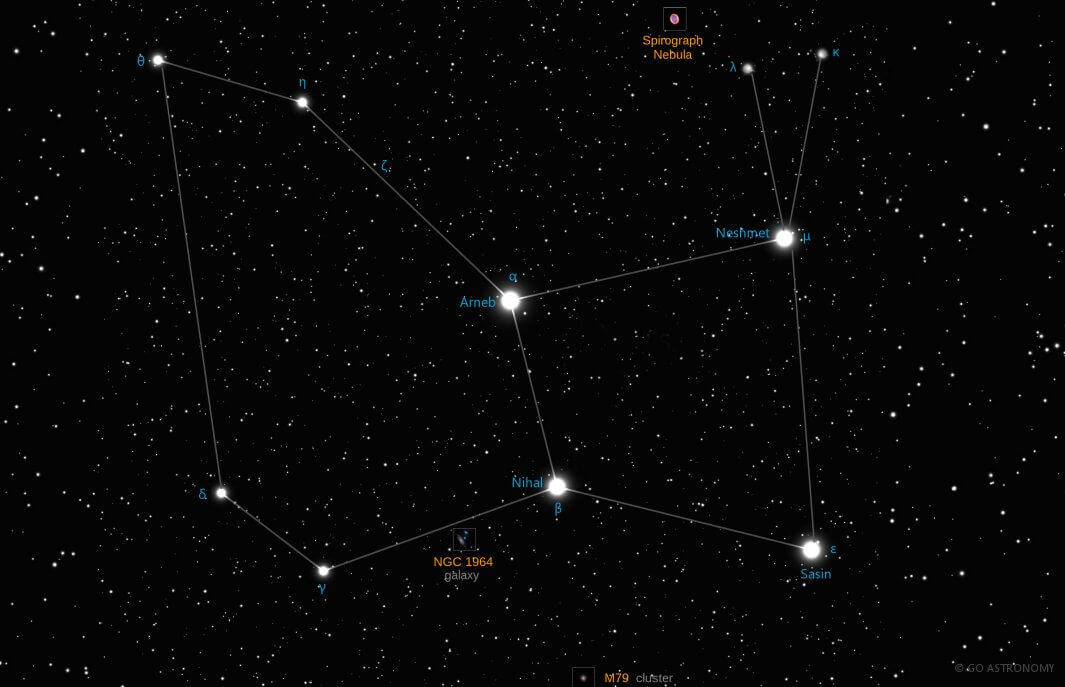 Spirograph
Nebula
λ
κ
θ
η
ζ
Neshmet
μ
α
Arneb
Nihal
β
δ
γ
NGC 1964
galaxy
ε
Sasin
M79 cluster
© GO ASTRONOMY